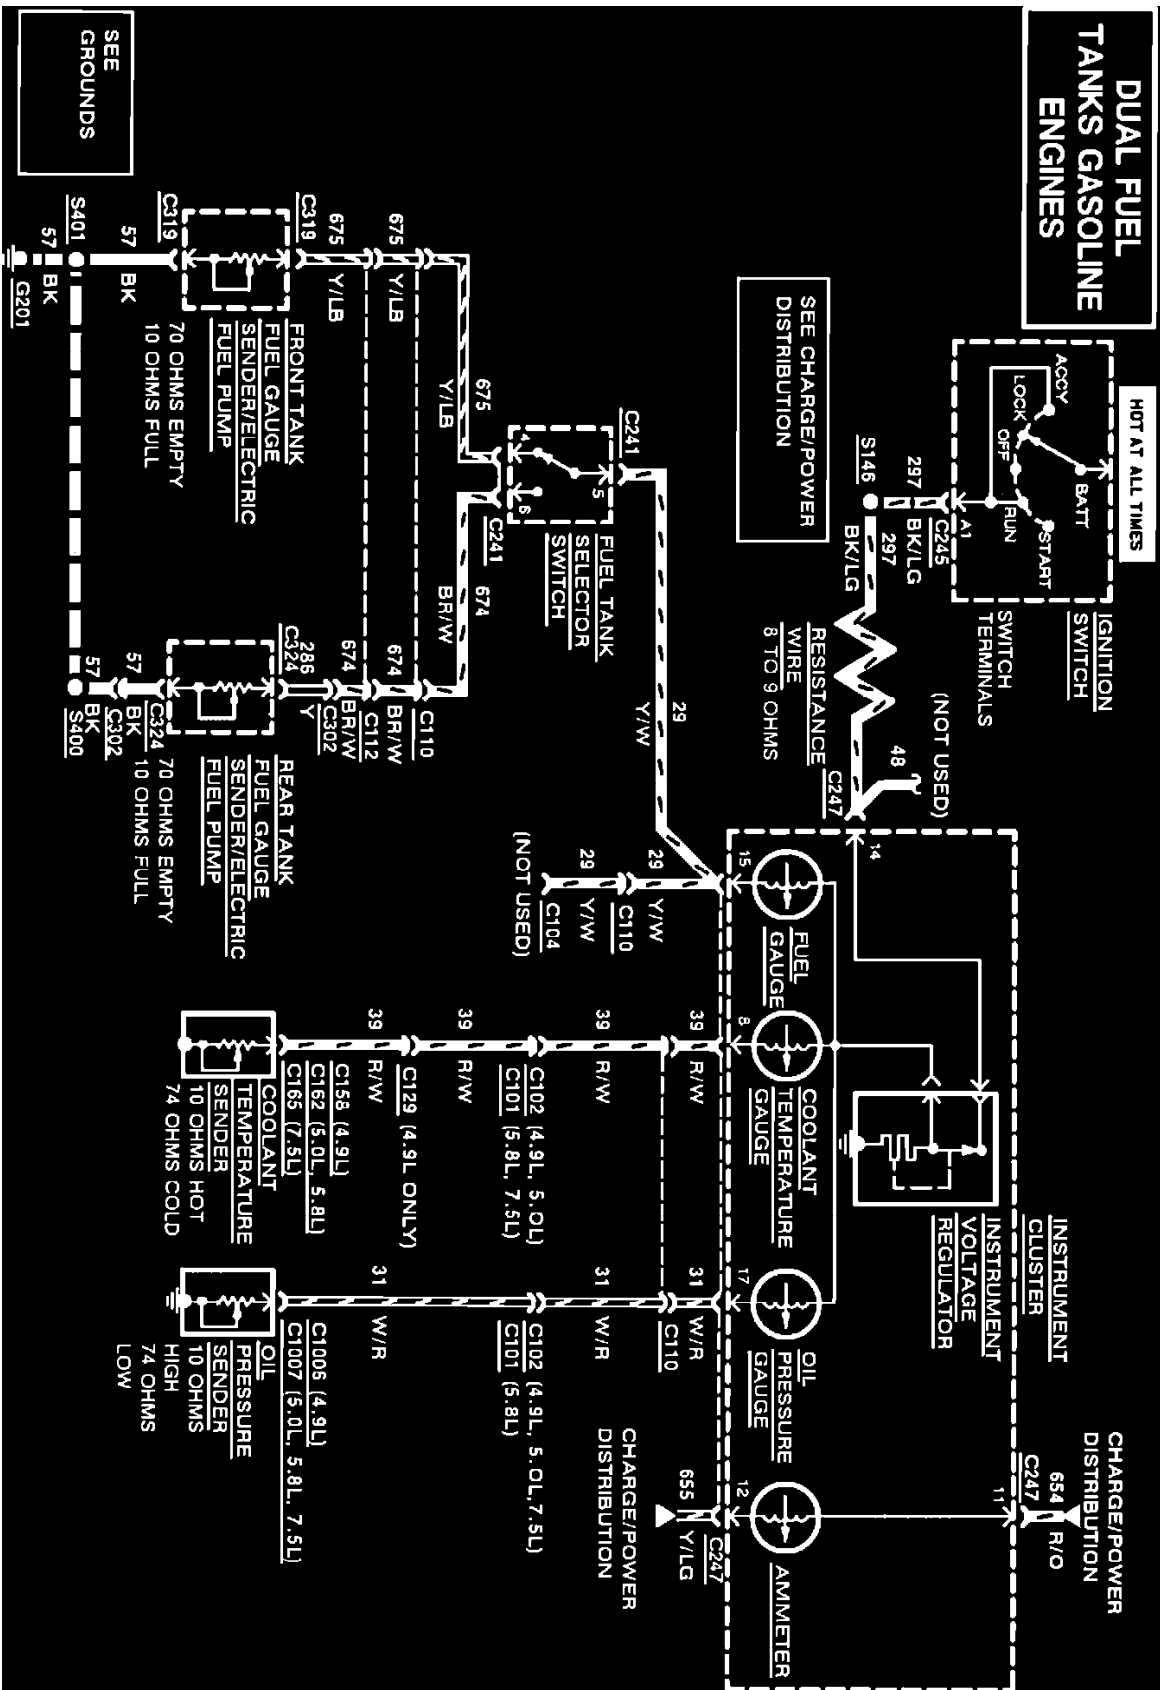 DUAL FUEL
TANKS GASOLINE
ENGINES
HOT AT ALL TIMES
IGNITION
SWITCH
SWITCH
TERMINALS
ACCY
LOCK
OFF
RUN
START
BATT
A1
C245
297
BK/LG
S146
297
BK/LG
SEE CHARGE/POWER
DISTRIBUTION
RESISTANCE
WIRE
8 TO 9 OHMS
(NOT USED)
48
C247
14
INSTRUMENT
CLUSTER
INSTRUMENT
VOLTAGE
REGULATOR
CHARGE/POWER
DISTRIBUTION
654
R/O
C247
11
15
FUEL
GAUGE
8
COOLANT
TEMPERATURE
GAUGE
17
OIL
PRESSURE
GAUGE
12
AMMETER
C247
655
Y/LG
CHARGE/POWER
DISTRIBUTION
C241
29
Y/W
5
4
6
FUEL TANK
SELECTOR
SWITCH
C241
29
Y/W
C110
29
Y/W
C104
(NOT USED)
39
R/W
39
R/W
C102 (4.9L, 5.0L)
C101 (5.8L, 7.5L)
39
R/W
C129 (4.9L ONLY)
39
R/W
C158 (4.9L)
C162 (5.0L, 5.8L)
C165 (7.5L)
COOLANT
TEMPERATURE
SENDER
10 OHMS HOT
74 OHMS COLD
31
W/R
C110
31
W/R
C102 (4.9L, 5.0L, 7.5L)
C101 (5.8L)
31
W/R
C1006 (4.9L)
C1007 (5.0L, 5.8L, 7.5L)
OIL
PRESSURE
SENDER
10 OHMS
HIGH
74 OHMS
LOW
675
Y/LB
674
BR/W
675
Y/LB
675
Y/LB
C319
FRONT TANK
FUEL GAUGE
SENDER/ELECTRIC
FUEL PUMP
70 OHMS EMPTY
10 OHMS FULL
C319
57
BK
S401
57
BK
G201
SEE
GROUNDS
C110
674
BR/W
C112
674
BR/W
C302
286
Y
C324
REAR TANK
FUEL GAUGE
SENDER/ELECTRIC
FUEL PUMP
70 OHMS EMPTY
10 OHMS FULL
C324
57
BK
C302
57
BK
S400